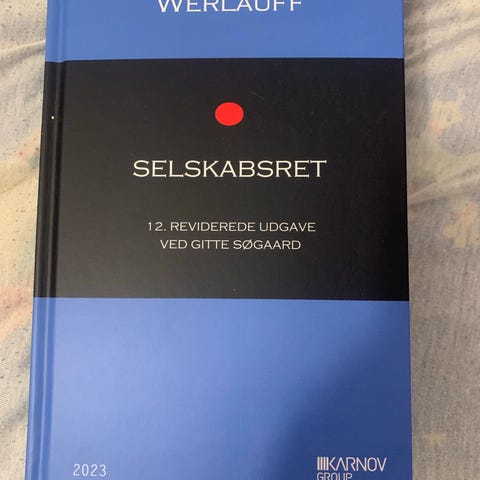 WERLAUFF
SELSKABSRET
12. REVIDEREDE UDGAVE
VED GITTE SØGAARD
2023
KARNOV
GROUP